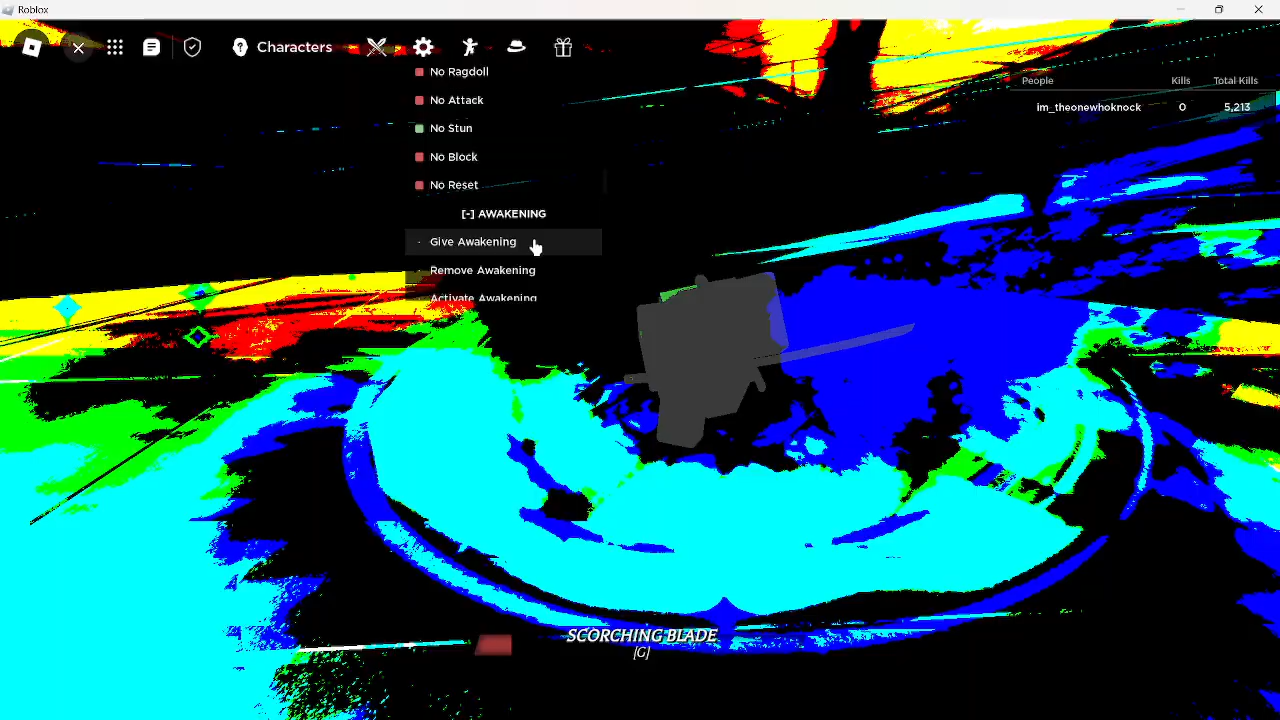 Roblox
Characters
No Ragdoll
No Attack
No Stun
No Block
No Reset
[-] AWAKENING
Give Awakening
Remove Awakening
Activate Awakening
People Kills Total Kills
im_theonewhoknock 0 5,213
SCORCHING BLADE
[G]